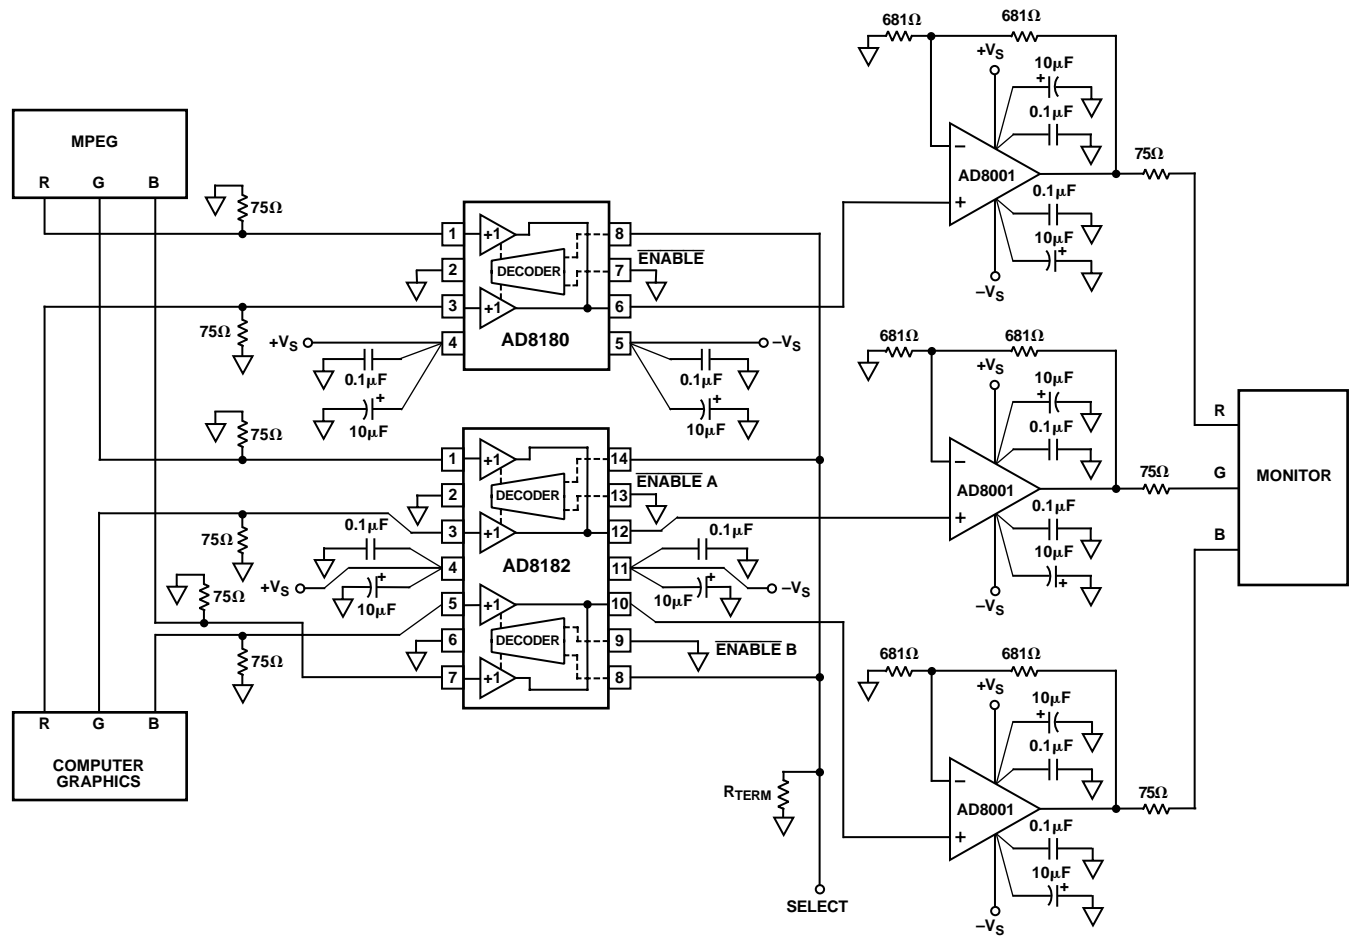 681Ω 681Ω
+VS
10µF
0.1µF
MPEG
R G B
75Ω
AD8001
− +
75Ω
0.1µF
10µF
−VS
1 +1 8
ENABLE
2 DECODER 7
3 +1 6
75Ω
+VS 4 AD8180 5 −VS
0.1µF 0.1µF
10µF 10µF
681Ω 681Ω
+VS
10µF
0.1µF
75Ω
AD8001
− +
75Ω
0.1µF
10µF
−VS
R
G
B
MONITOR
1 +1 14
ENABLE A
2 DECODER 13
3 +1 12
75Ω
0.1µF 0.1µF
+VS 4 AD8182 11 −VS
10µF 10µF
75Ω
5 +1 10
6 DECODER 9
ENABLE B
7 +1 8
75Ω
681Ω 681Ω
+VS
10µF
0.1µF
R G B
COMPUTER
GRAPHICS
RTERM
AD8001
− +
75Ω
0.1µF
10µF
−VS
SELECT